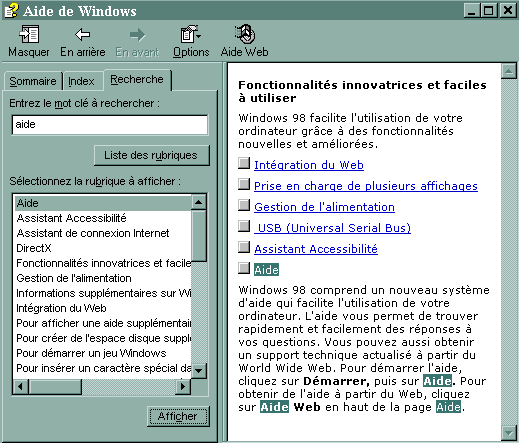 Aide de Windows
Masquer En arrière En avant Options Aide Web
Sommaire Index Recherche
Entrez le mot clé à rechercher :
aide
Liste des rubriques
Sélectionnez la rubrique à afficher :
Aide
Assistant Accessibilité
Assistant de connexion Internet
DirectX
Fonctionnalités innovatrices et facile
Gestion de l'alimentation
Informations supplémentaires sur Wi
Intégration du Web
Pour afficher une aide supplémentair
Pour créer de l'espace disque supplé
Pour démarrer un jeu Windows
Pour insérer un caractère spécial da
Afficher
Fonctionnalités innovatrices et faciles
à utiliser
Windows 98 facilite l'utilisation de votre
ordinateur grâce à des fonctionnalités
nouvelles et améliorées.
Intégration du Web
Prise en charge de plusieurs affichages
Gestion de l'alimentation
USB (Universal Serial Bus)
Assistant Accessibilité
Aide
Windows 98 comprend un nouveau système
d'aide qui facilite l'utilisation de votre
ordinateur. L'aide vous permet de trouver
rapidement et facilement des réponses à
vos questions. Vous pouvez aussi obtenir
un support technique actualisé à partir du
World Wide Web. Pour démarrer l'aide,
cliquez sur Démarrer, puis sur Aide. Pour
obtenir de l'aide à partir du Web, cliquez
sur Aide Web en haut de la page Aide.